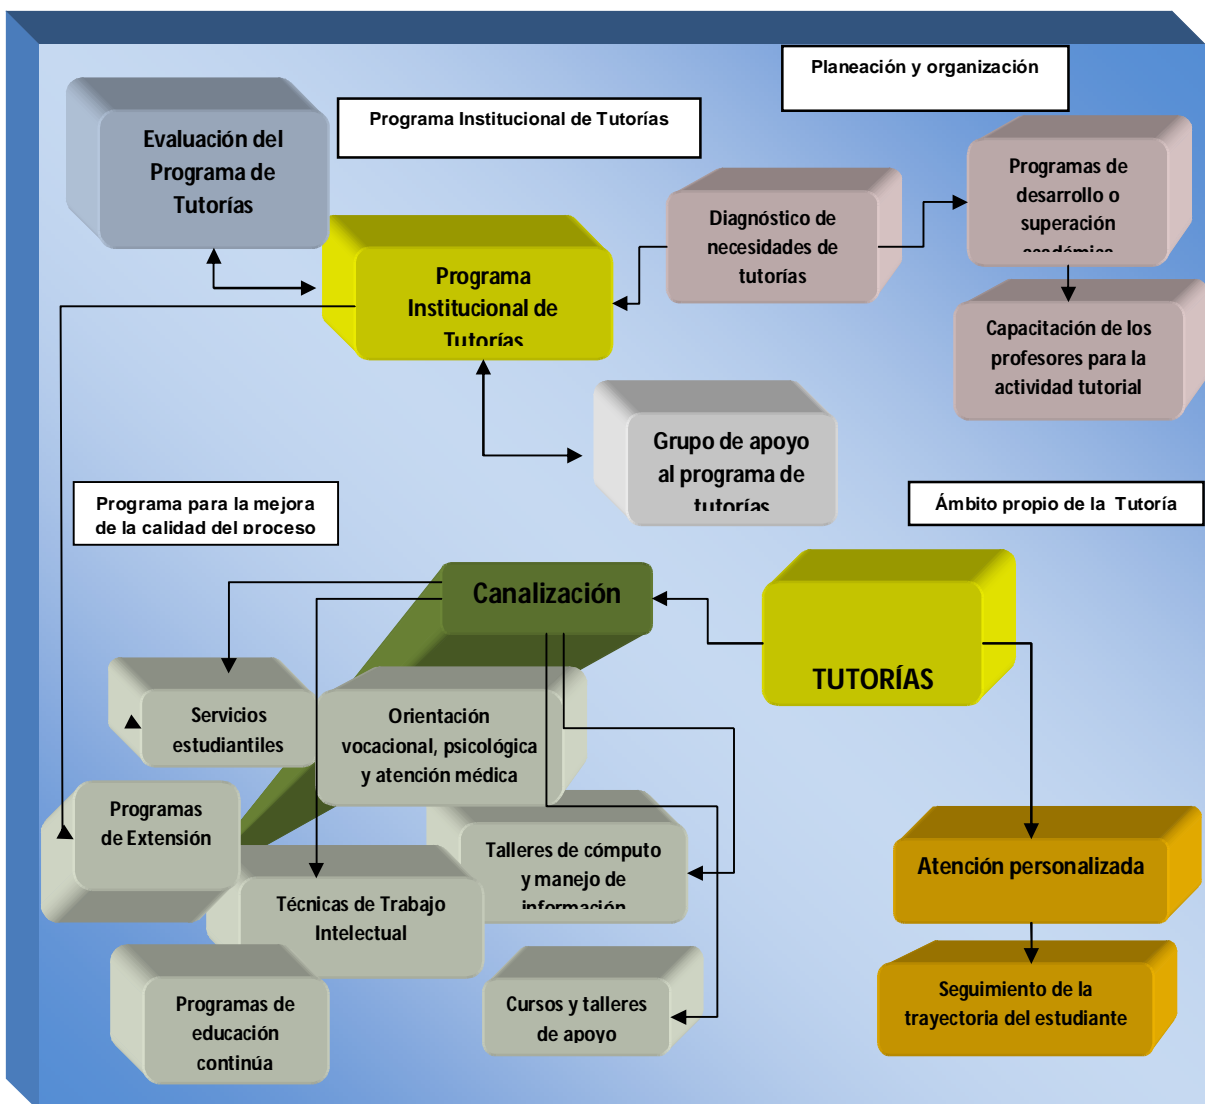 Planeación y organización
Programa Institucional de Tutorías
Evaluación del
Programa de
Tutorías
Programas de
desarrollo o
superación
académica
Diagnóstico de
necesidades de
tutorías
Programa
Institucional de
Tutorías
Capacitación de los
profesores para la
actividad tutorial
Grupo de apoyo
al programa de
tutorías
Programa para la mejora
de la calidad del proceso
Ámbito propio de la Tutoría
Canalización
TUTORÍAS
Servicios
estudiantiles
Orientación
vocacional, psicológica
y atención médica
Programas
de Extensión
Talleres de cómputo
y manejo de
información
Atención personalizada
Técnicas de Trabajo
Intelectual
Programas de
educación
continúa
Cursos y talleres
de apoyo
Seguimiento de la
trayectoria del estudiante